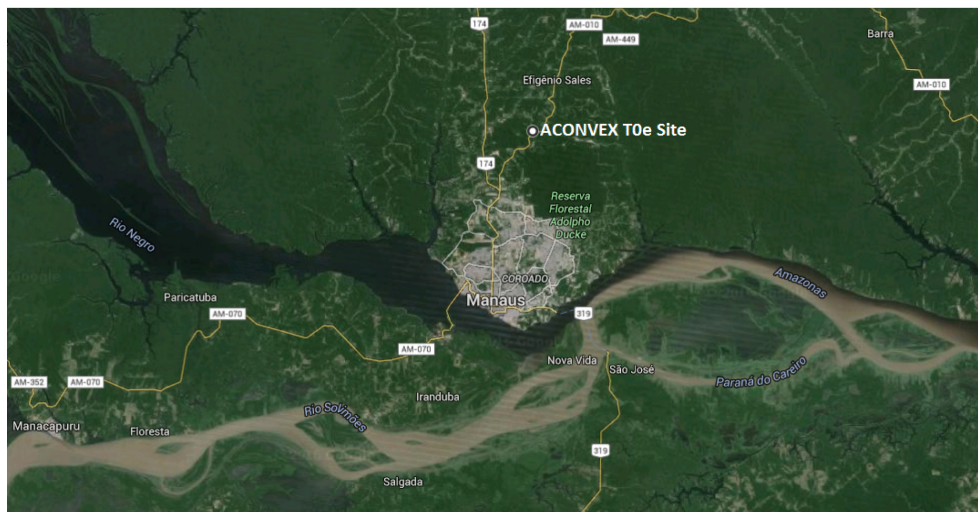 174
AM-010
AM-449
Barra
Efigênio Sales
AM-010
ACONVEX T0e Site
174
Reserva
Florestal
Adolpho
Ducke
Rio Negro
COROADO
Amazonas
Paricatuba
Manaus
AM-070
319
AM-070
Nova Vida
São José
Paraná do Careiro
AM-352
AM-070
Iranduba
Rio Solimões
Manacapuru
Floresta
319
Salgada